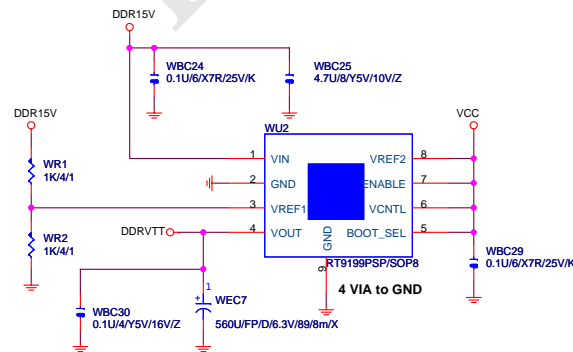 DDR15V
WBC24
0.1U/6/X7R/25V/K
WBC25
4.7U/8/Y5V/10V/Z
DDR15V
VCC
WU2
WR1
1K/4/1
1 VIN VREF2 8
2 GND ENABLE 7
3 VREF1 VCNTL 6
4 VOUT BOOT_SEL 5
GND
9
RT9199PSP/SOP8
4 VIA to GND
WR2
1K/4/1
DDRVTT
WBC29
0.1U/6/X7R/25V/K
WBC30
0.1U/4/Y5V/16V/Z
1
+
WEC7
560U/FP/D/6.3V/89/8m/X